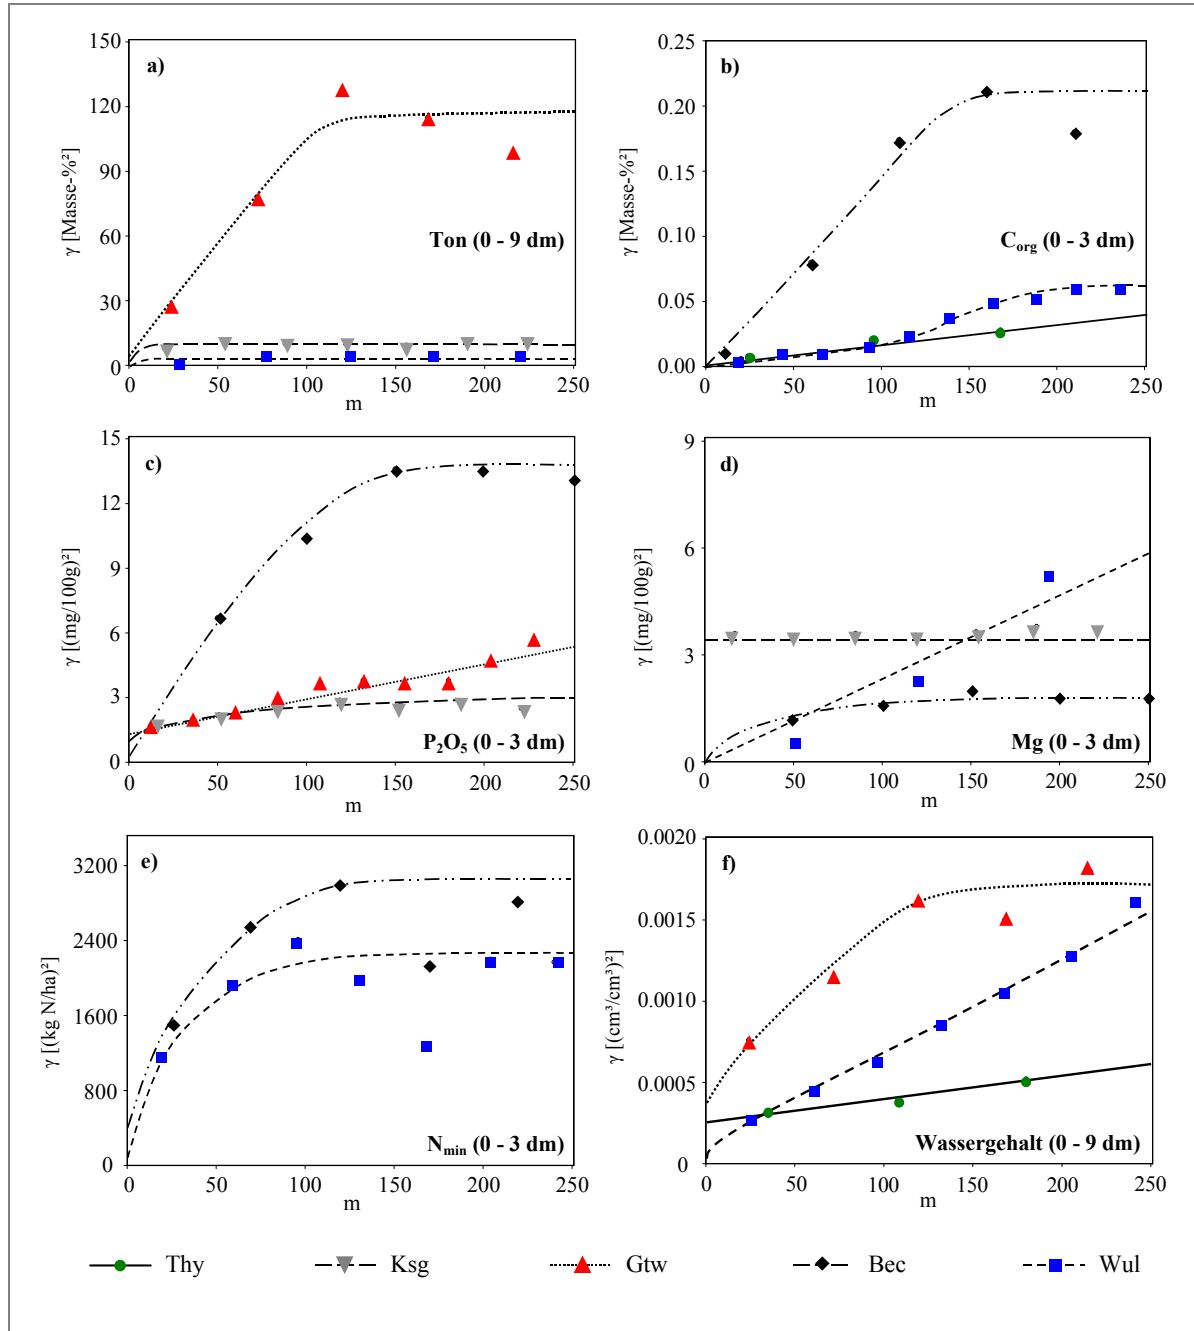 a)
γ [Masse-%²]
150
120
90
60
30
0
Ton (0 - 9 dm)
0 50 100 150 200 250
m
b)
γ [Masse-%²]
0.25
0.20
0.15
0.10
0.05
0.00
C_org (0 - 3 dm)
0 50 100 150 200 250
m
c)
γ [(mg/100g)²]
15
12
9
6
3
0
P₂O₅ (0 - 3 dm)
0 50 100 150 200 250
m
d)
γ [(mg/100g)²]
9
6
3
0
Mg (0 - 3 dm)
0 50 100 150 200 250
m
e)
γ [(kg N/ha)²]
3200
2400
1600
800
0
N_min (0 - 3 dm)
0 50 100 150 200 250
m
f)
γ [(cm³/cm³)²]
0.0020
0.0015
0.0010
0.0005
0
Wassergehalt (0 - 9 dm)
0 50 100 150 200 250
m
Thy Ksg Gtw Bec Wul